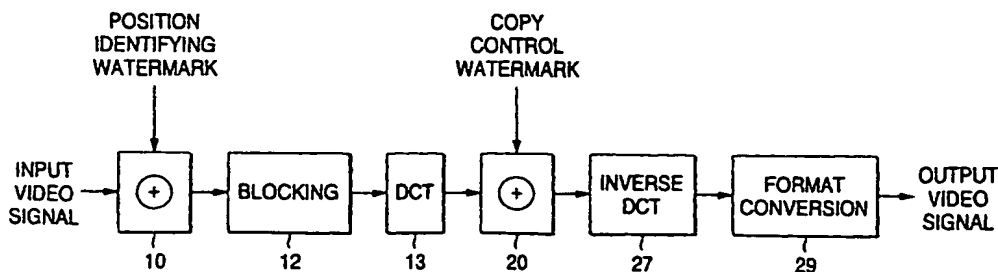 POSITION
IDENTIFYING
WATERMARK
COPY
CONTROL
WATERMARK
INPUT
VIDEO
SIGNAL
+
BLOCKING
DCT
+
INVERSE
DCT
FORMAT
CONVERSION
OUTPUT
VIDEO
SIGNAL
10
12
13
20
27
29